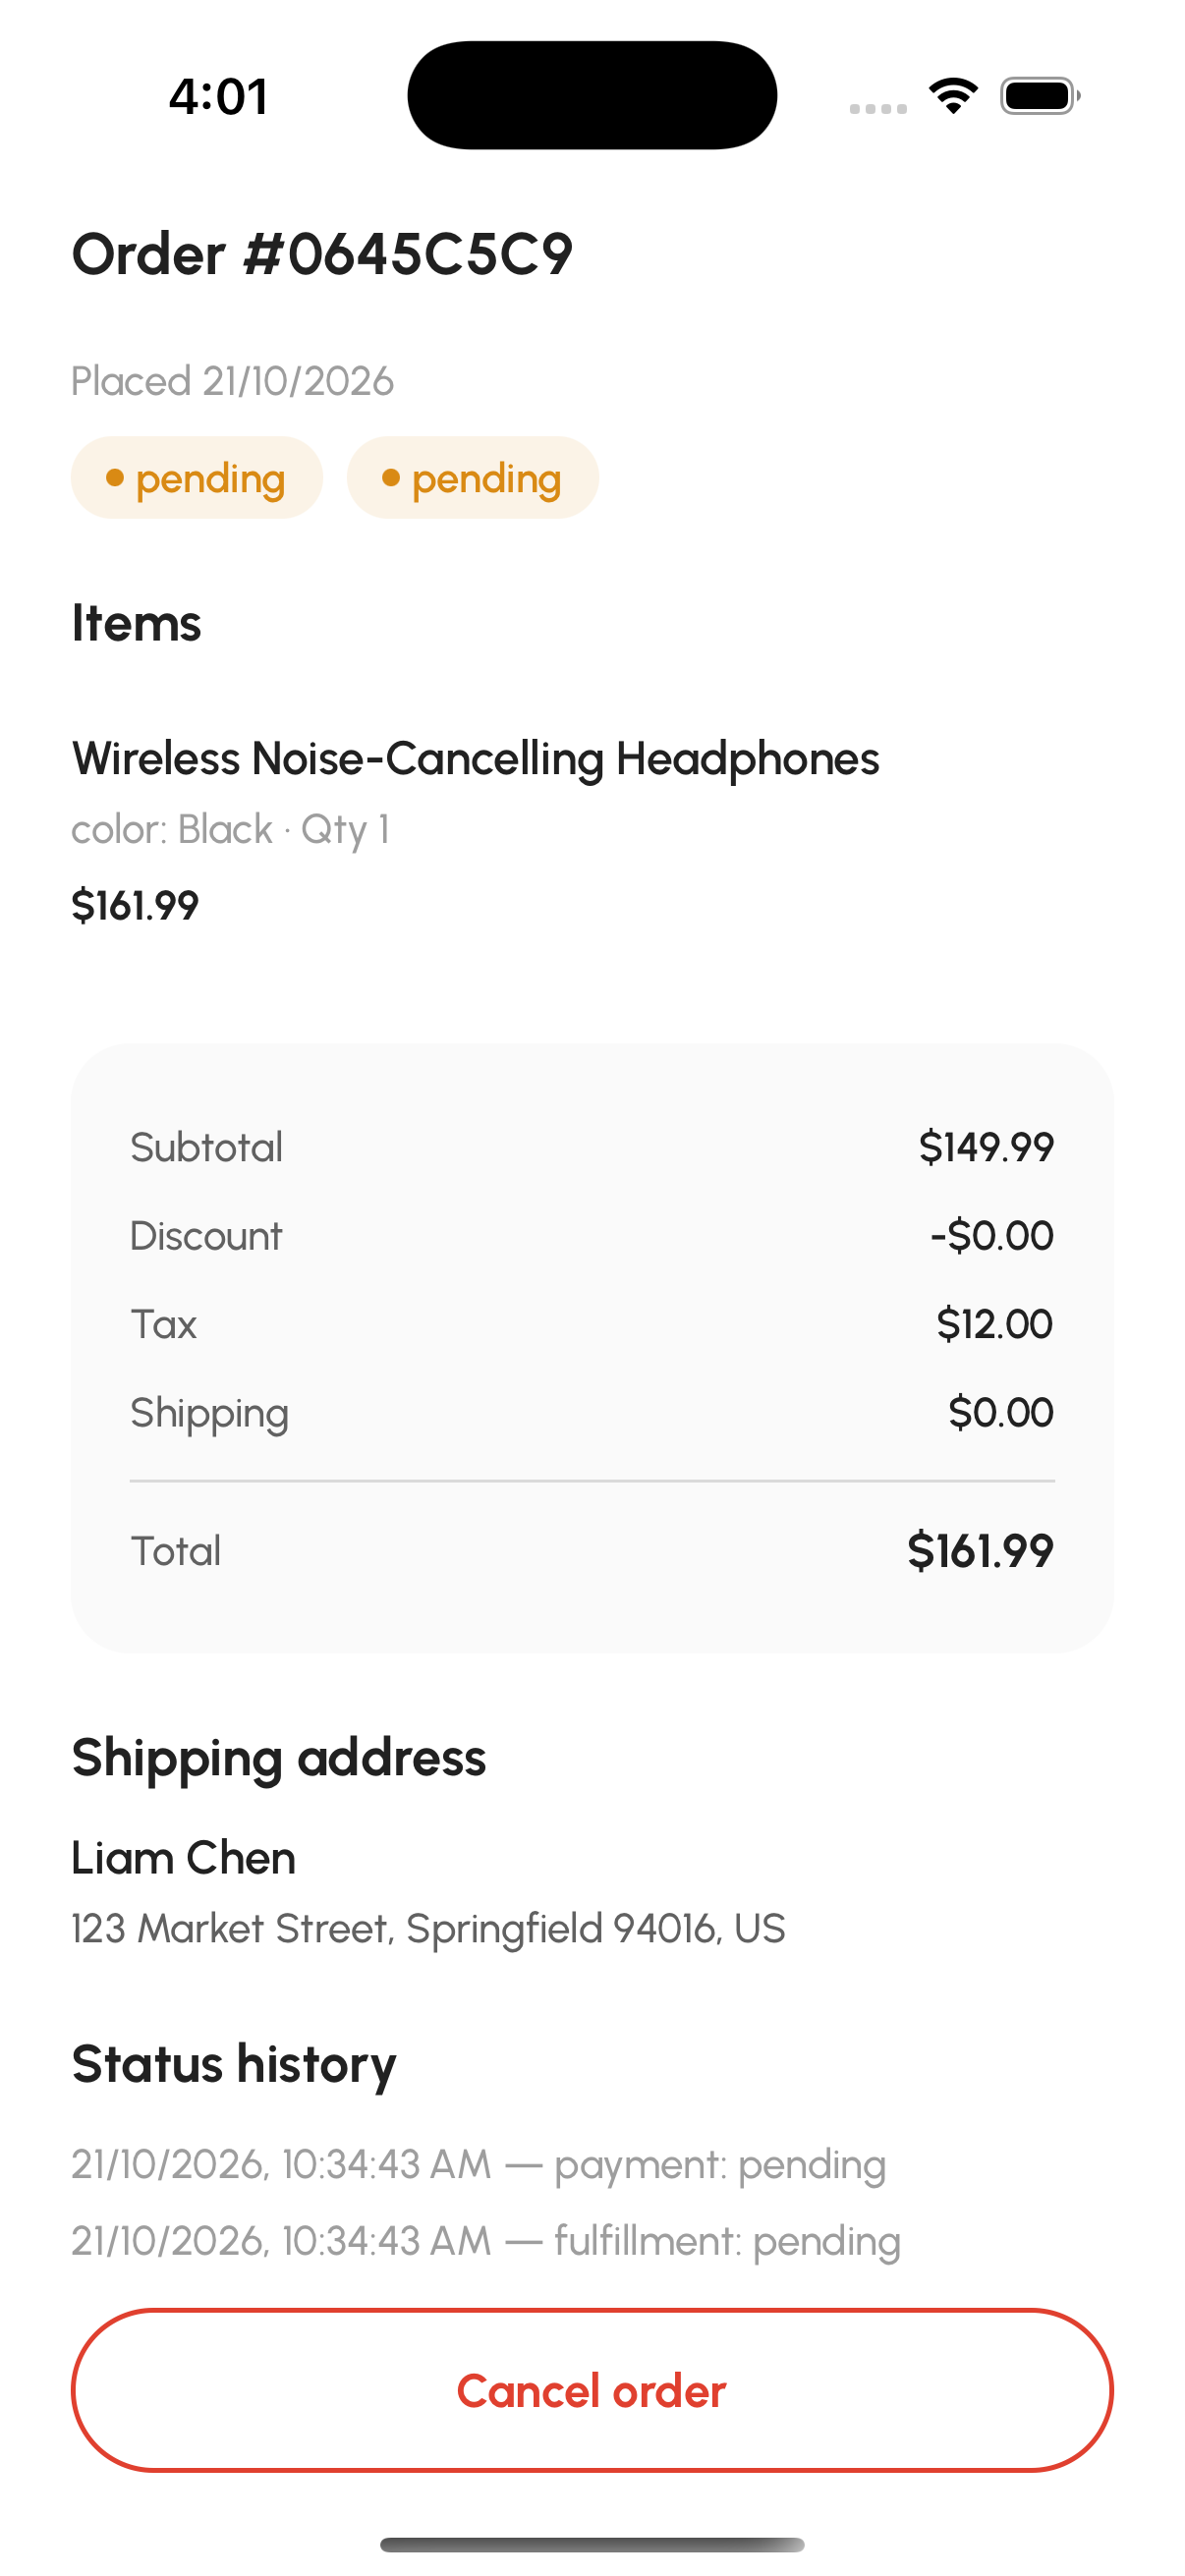 4:01
Order #0645C5C9
Placed 21/10/2026
pending pending
Items
Wireless Noise-Cancelling Headphones
color: Black · Qty 1
$161.99
Subtotal $149.99
Discount -$0.00
Tax $12.00
Shipping $0.00
Total $161.99
Shipping address
Liam Chen
123 Market Street, Springfield 94016, US
Status history
21/10/2026, 10:34:43 AM — payment: pending
21/10/2026, 10:34:43 AM — fulfillment: pending
Cancel order